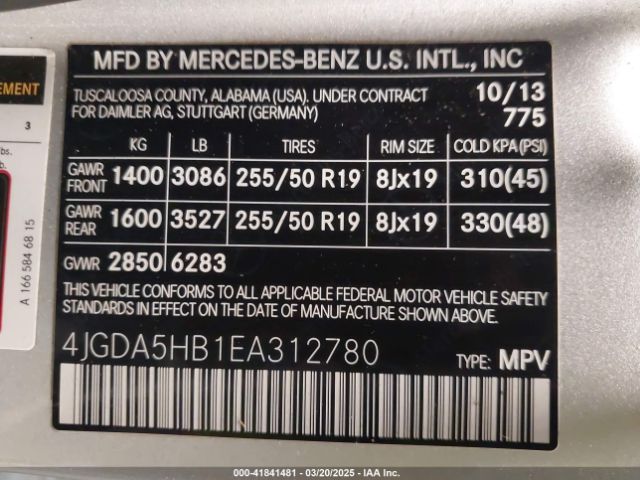 MFD BY MERCEDES-BENZ U.S. INTL., INC
TUSCALOOSA COUNTY, ALABAMA (USA). UNDER CONTRACT
FOR DAIMLER AG, STUTTGART (GERMANY)
10/13
775
KG LB TIRES RIM SIZE COLD KPA(PSI)
GAWR FRONT 1400 3086 255/50 R19 8Jx19 310(45)
GAWR REAR 1600 3527 255/50 R19 8Jx19 330(48)
GVWR 2850 6283
THIS VEHICLE CONFORMS TO ALL APPLICABLE FEDERAL MOTOR VEHICLE SAFETY
STANDARDS IN EFFECT ON THE DATE OF MANUFACTURE SHOWN ABOVE.
4JGDA5HB1EA312780
TYPE: MPV
EMENT
3
lbs.
A 166 584 68 15
000-41841481 — 03/20/2025 — IAA Inc.